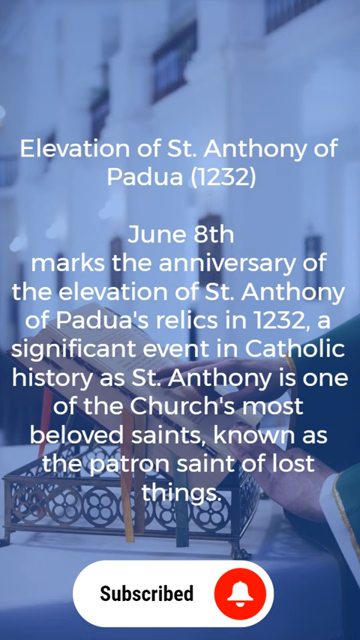 Elevation of St. Anthony of
Padua (1232)
June 8th
marks the anniversary of
the elevation of St. Anthony
of Padua's relics in 1232, a
significant event in Catholic
history as St. Anthony is one
of the Church's most
beloved saints, known as
the patron saint of lost
things.
Subscribed